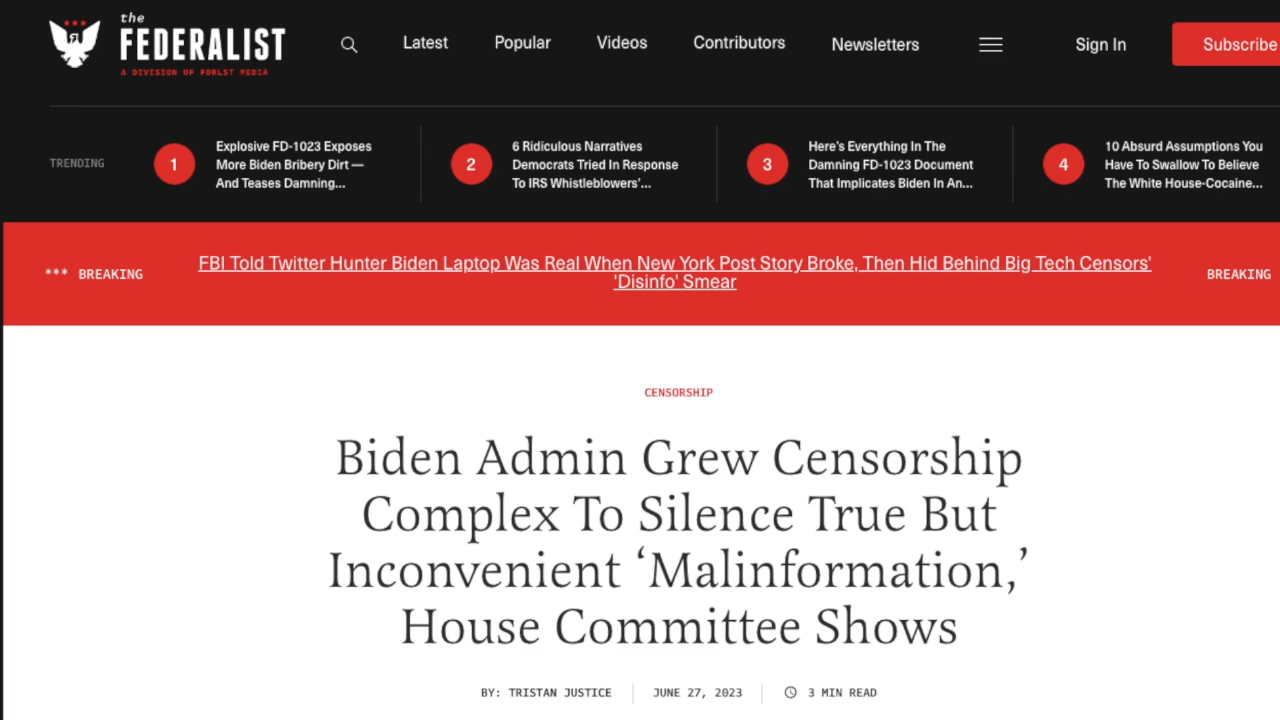 the
FEDERALIST
A DIVISION OF FDRLST MEDIA
Latest
Popular
Videos
Contributors
Newsletters
Sign In
Subscribe
TRENDING
1
Explosive FD-1023 Exposes
More Biden Bribery Dirt —
And Teases Damning...
2
6 Ridiculous Narratives
Democrats Tried In Response
To IRS Whistleblowers'...
3
Here's Everything In The
Damning FD-1023 Document
That Implicates Biden In An...
4
10 Absurd Assumptions You
Have To Swallow To Believe
The White House-Cocaine...
*** BREAKING
FBI Told Twitter Hunter Biden Laptop Was Real When New York Post Story Broke, Then Hid Behind Big Tech Censors'
'Disinfo' Smear
BREAKING
CENSORSHIP
Biden Admin Grew Censorship
Complex To Silence True But
Inconvenient ‘Malinformation,’
House Committee Shows
BY: TRISTAN JUSTICE
JUNE 27, 2023
3 MIN READ